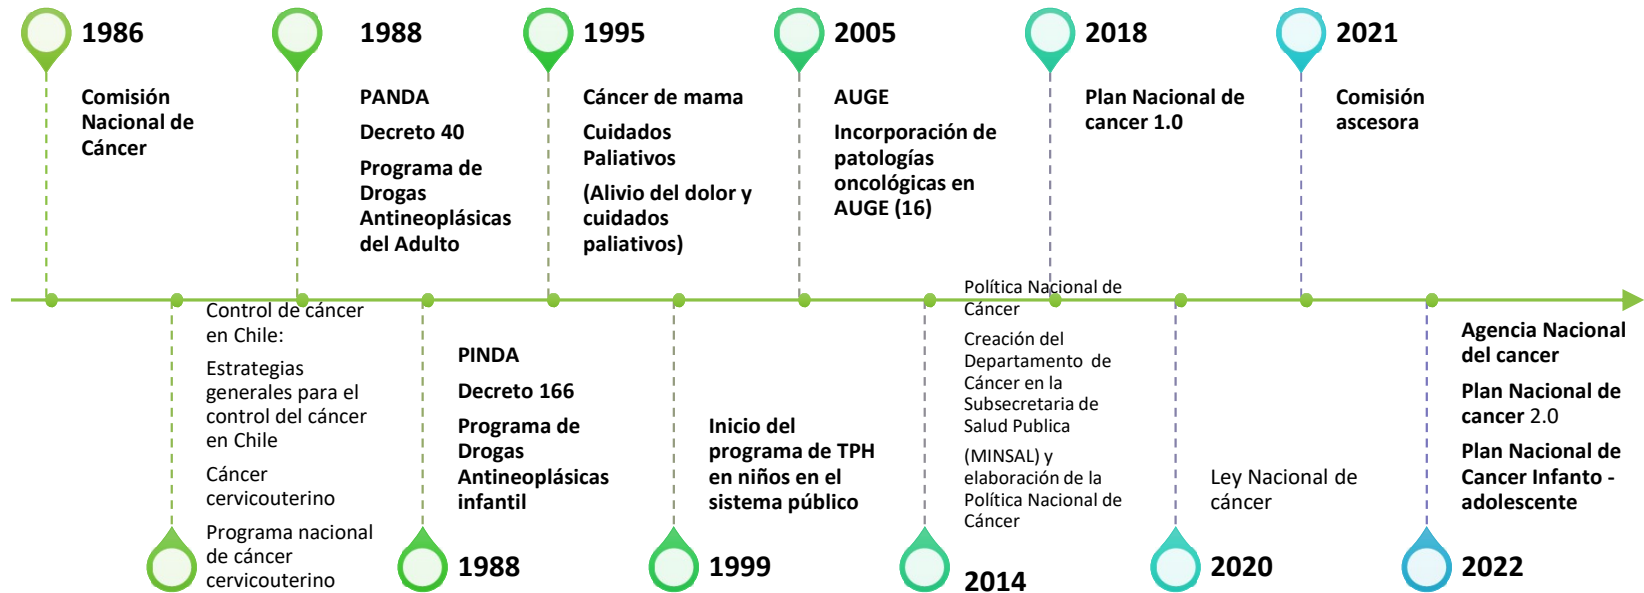 1986
Comisión
Nacional de
Cáncer
1988
PANDA
Decreto 40
Programa de
Drogas
Antineoplásicas
del Adulto
1995
Cáncer de mama
Cuidados
Paliativos
(Alivio del dolor y
cuidados
paliativos)
2005
AUGE
Incorporación de
patologías
oncológicas en
AUGE (16)
2018
Plan Nacional de
cancer 1.0
2021
Comisión
ascesora
Control de cáncer
en Chile:
Estrategias
generales para el
control del cáncer
en Chile
Cáncer
cervicouterino
Programa nacional
de cáncer
cervicouterino
PINDA
Decreto 166
Programa de
Drogas
Antineoplásicas
infantil
1988
Inicio del
programa de TPH
en niños en el
sistema público
1999
Política Nacional de
Cáncer
Creación del
Departamento de
Cáncer en la
Subsecretaria de
Salud Publica
(MINSAL) y
elaboración de la
Política Nacional de
Cáncer
2014
Ley Nacional de
cáncer
2020
Agencia Nacional
del cancer
Plan Nacional de
cancer 2.0
Plan Nacional de
Cancer Infanto -
adolescente
2022